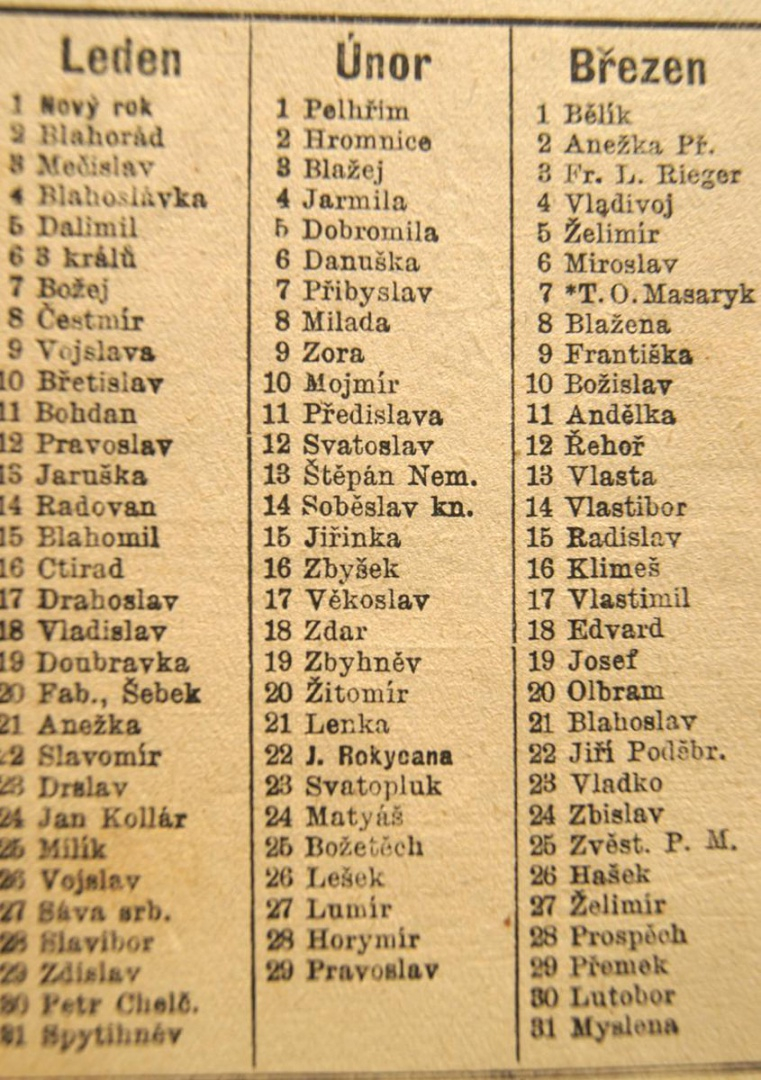 Leden
1 Nový rok
2 Blahorád
3 Mečislav
4 Blahoslávka
5 Dalimil
6 3 králů
7 Božej
8 Čestmír
9 Vojslava
10 Břetislav
11 Bohdan
12 Pravoslav
13 Jaruška
14 Radovan
15 Blahomil
16 Ctirad
17 Drahoslav
18 Vladislav
19 Doubravka
20 Fab., Šebek
21 Anežka
22 Slavomír
23 Drslav
24 Jan Kollár
25 Milík
26 Vojslav
27 Sáva srb.
28 Slavibor
29 Zdislav
30 Petr Chelč.
31 Spytihněv
Únor
1 Pelhřim
2 Hromnice
3 Blažej
4 Jarmila
5 Dobromila
6 Danuška
7 Přibyslav
8 Milada
9 Zora
10 Mojmír
11 Předislava
12 Svatoslav
13 Štěpán Nem.
14 Soběslav kn.
15 Jiřinka
16 Zbyšek
17 Věkoslav
18 Zdar
19 Zbyhněv
20 Žitomír
21 Lenka
22 J. Rokycana
23 Svatopluk
24 Matyáš
25 Božetěch
26 Lešek
27 Lumír
28 Horymír
29 Pravoslav
Březen
1 Bělík
2 Anežka Př.
3 Fr. L. Rieger
4 Vladivoj
5 Želimír
6 Miroslav
7 *T. O. Masaryk
8 Blažena
9 Františka
10 Božislav
11 Andělka
12 Řehoř
13 Vlasta
14 Vlastibor
15 Radislav
16 Klimeš
17 Vlastimil
18 Edvard
19 Josef
20 Olbram
21 Blahoslav
22 Jiří Poděbr.
23 Vladko
24 Zbislav
25 Zvěst. P. M.
26 Hašek
27 Želimír
28 Prospěch
29 Přemek
30 Lutobor
31 Myslena